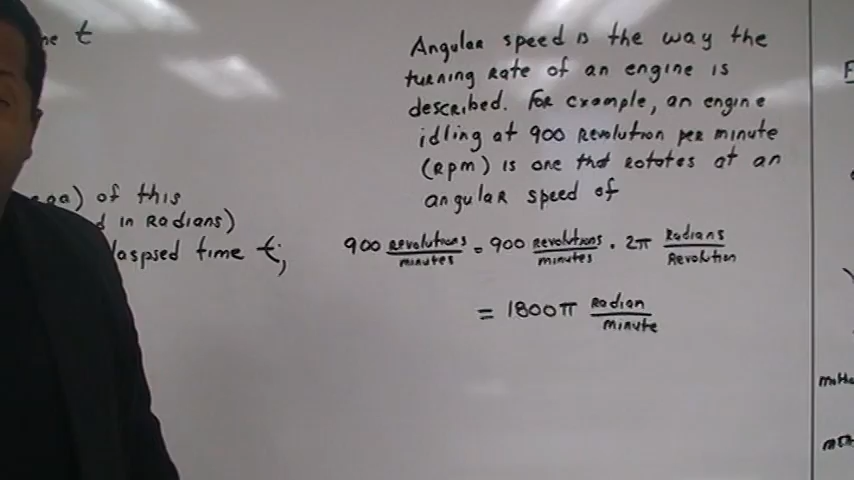 t
Angular speed is the way the
turning rate of an engine is
described. For example, an engine
idling at 900 Revolution per minute
(Rpm) is one that rotates at an
angular speed of
of this
in Radians)
time t;
900 Revolutions/minutes = 900 Revolutions/minutes · 2π Radians/Revolution
= 1800π Radian/minute